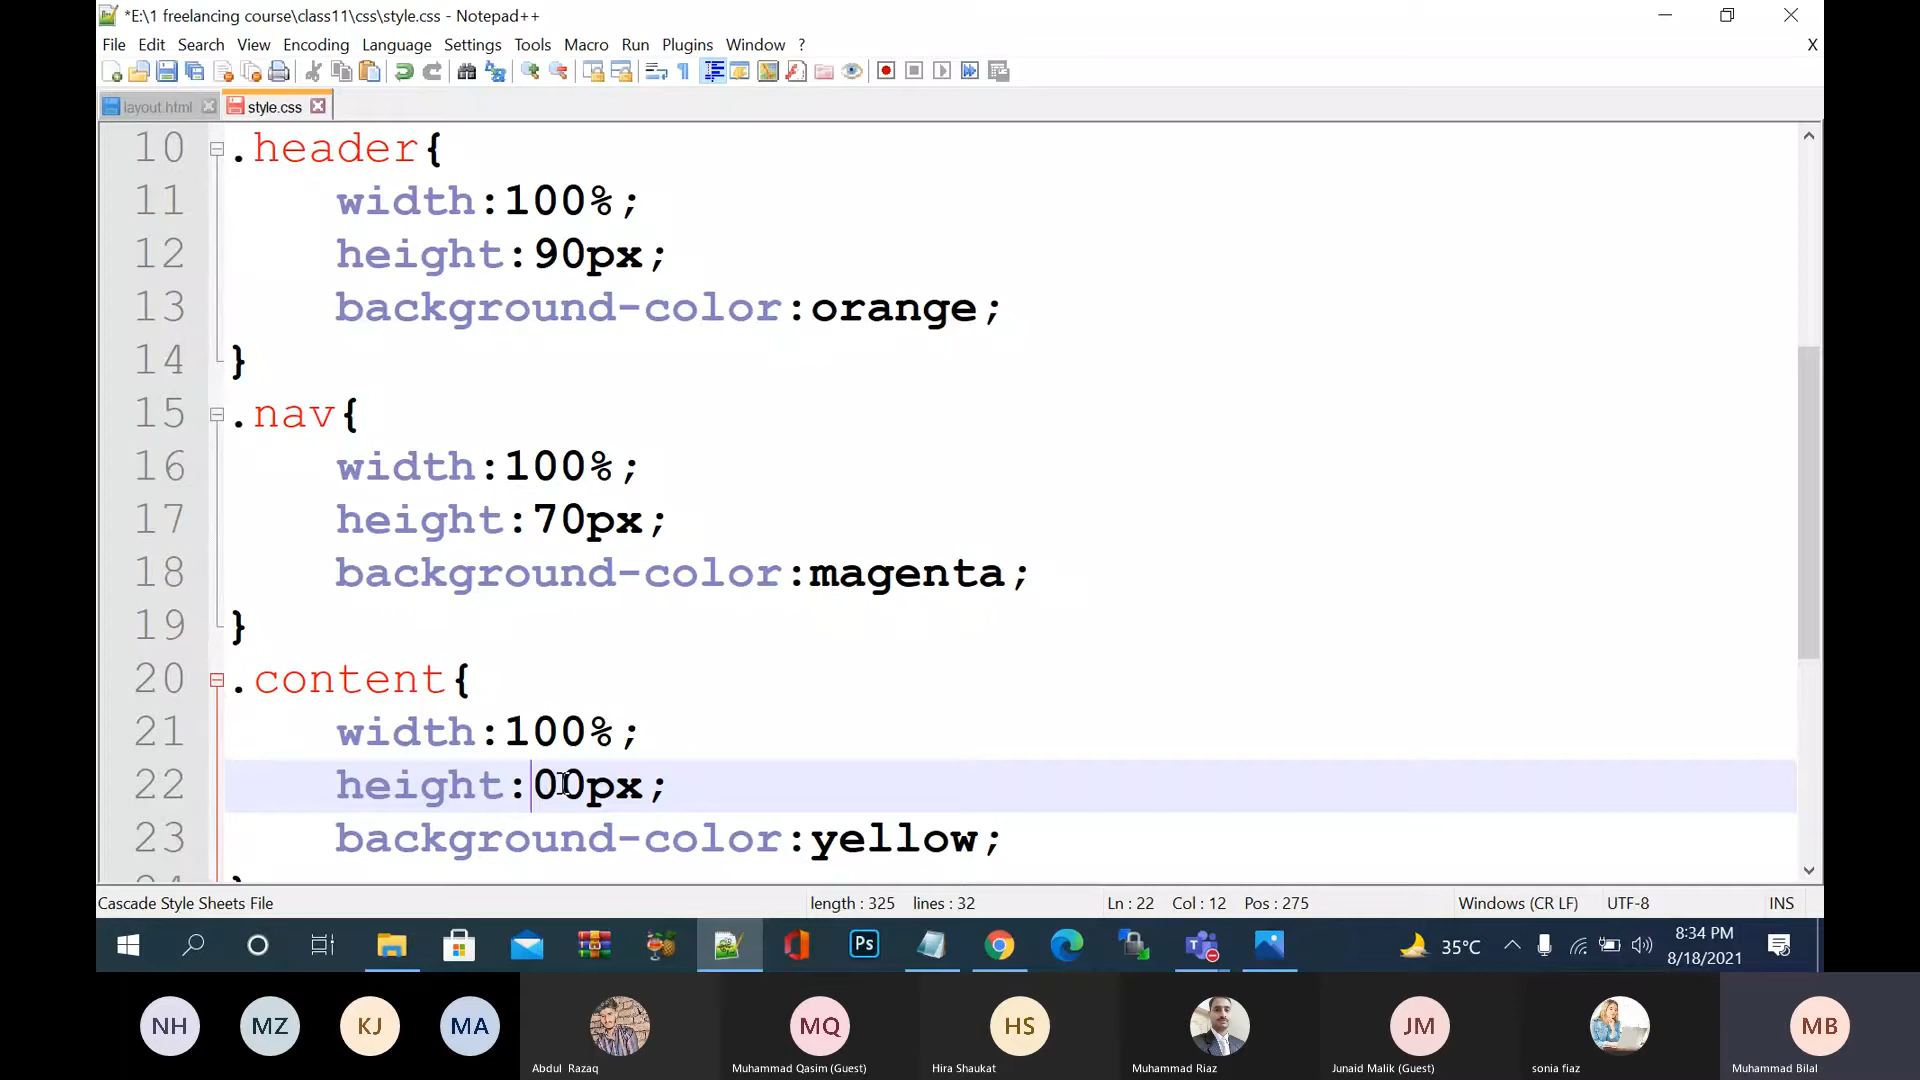 *E:\1 freelancing course\class11\css\style.css - Notepad++
File Edit Search View Encoding Language Settings Tools Macro Run Plugins Window ? X
layout.html style.css
10 .header{
11 width:100%;
12 height:90px;
13 background-color:orange;
14 }
15 .nav{
16 width:100%;
17 height:70px;
18 background-color:magenta;
19 }
20 .content{
21 width:100%;
22 height:00px;
23 background-color:yellow;
24 }
Cascade Style Sheets File length : 325 lines : 32 Ln : 22 Col : 12 Pos : 275 Windows (CR LF) UTF-8 INS
Ps 35°C 8:34 PM
8/18/2021
NH MZ KJ MA MQ HS JM MB
Abdul Razaq Muhammad Qasim (Guest) Hira Shaukat Muhammad Riaz Junaid Malik (Guest) sonia fiaz Muhammad Bilal